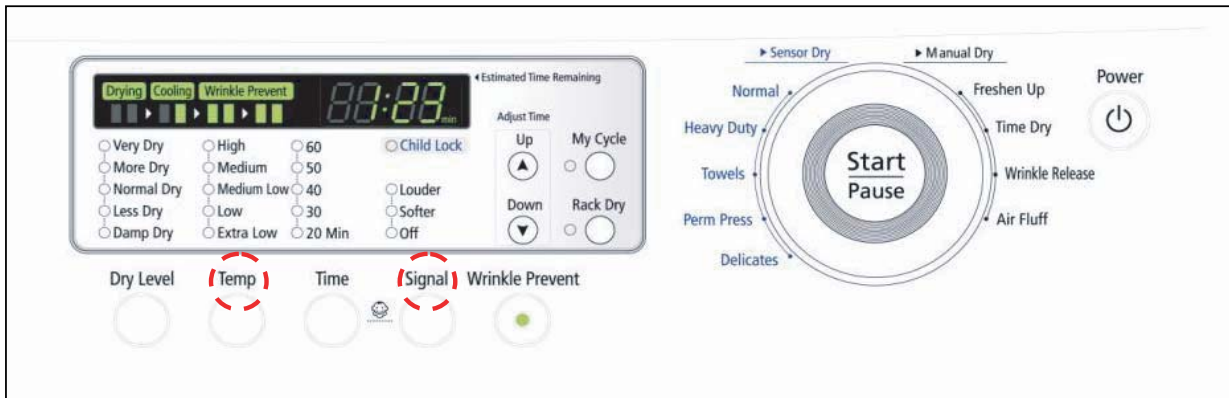 Drying Cooling Wrinkle Prevent
1:23 min
◂Estimated Time Remaining
Very Dry
More Dry
Normal Dry
Less Dry
Damp Dry
High
Medium
Medium Low
Low
Extra Low
60
50
40
30
20 Min
Child Lock
Louder
Softer
Off
Adjust Time
Up
Down
My Cycle
Rack Dry
Dry Level
Temp
Time
Signal
Wrinkle Prevent
▸ Sensor Dry
Normal
Heavy Duty
Towels
Perm Press
Delicates
▸ Manual Dry
Freshen Up
Time Dry
Wrinkle Release
Air Fluff
Start
Pause
Power